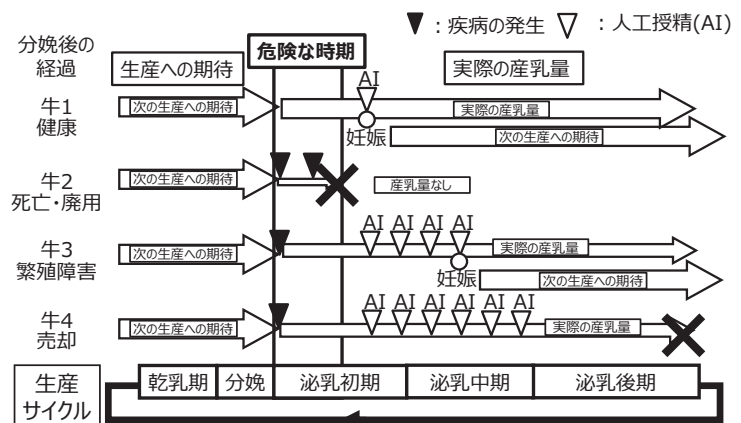 ▼：疾病の発生 ▽：人工授精(AI)
分娩後の
経過
生産への期待
危険な時期
実際の産乳量
牛1
健康
次の生産への期待
AI
実際の産乳量
妊娠
次の生産への期待
牛2
死亡・廃用
次の生産への期待
産乳量なし
牛3
繁殖障害
次の生産への期待
AI AI AI AI
実際の産乳量
妊娠
次の生産への期待
牛4
売却
次の生産への期待
AI AI AI AI AI AI
実際の産乳量
生産
サイクル
乾乳期 分娩 泌乳初期 泌乳中期 泌乳後期